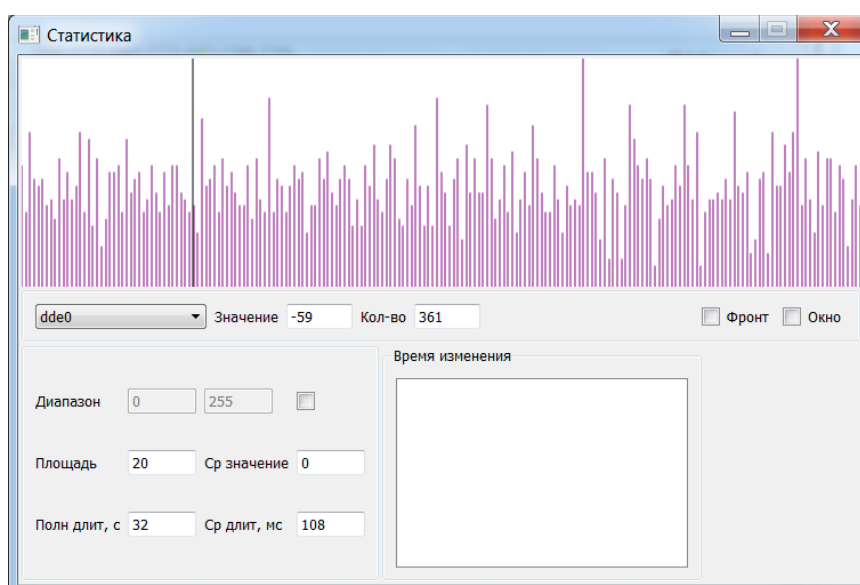 Статистика
dde0 Значение -59 Кол-во 361 Фронт Окно
Время изменения
Диапазон 0 255
Площадь 20 Ср значение 0
Полн длит, с 32 Ср длит, мс 108